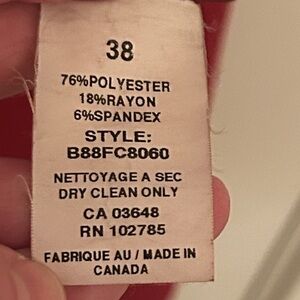 38
76%POLYESTER
18%RAYON
6%SPANDEX
STYLE:
B88FC8060
NETTOYAGE A SEC
DRY CLEAN ONLY
CA 03648
RN 102785
FABRIQUE AU / MADE IN
CANADA